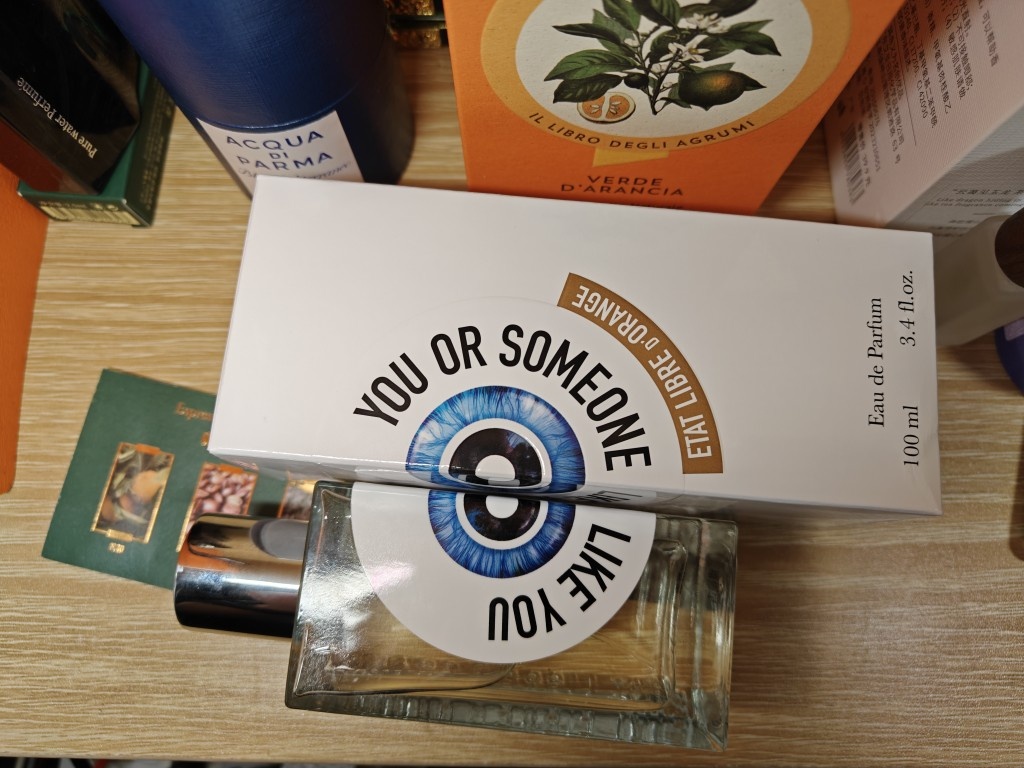 Pure water Perfume
ACQUA
DI
PARMA
IL LIBRO DEGLI AGRUMI
VERDE
D'ARANCIA
ETAT LIBRE D'ORANGE
YOU OR SOMEONE
LIKE YOU
Eau de Parfum
100 ml 3.4 fl.oz.